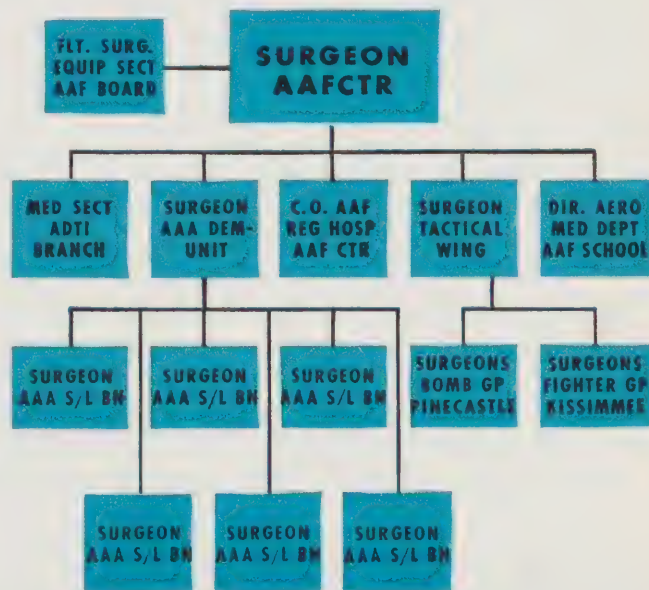 FLT. SURG.
EQUIP SECT
AAF BOARD
SURGEON
AAFCTR
MED SECT
ADTI
BRANCH
SURGEON
AAA DEM-
UNIT
C.O. AAF
REG HOSP
AAF CTR
SURGEON
TACTICAL
WING
DIR. AERO
MED DEPT
AAF SCHOOL
SURGEON
AAA S/L BN
SURGEON
AAA S/L BN
SURGEON
AAA S/L BN
SURGEONS
BOMB GP
PINECASTLE
SURGEONS
FIGHTER GP
KISSIMMEE
SURGEON
AAA S/L BN
SURGEON
AAA S/L BN
SURGEON
AAA S/L BN